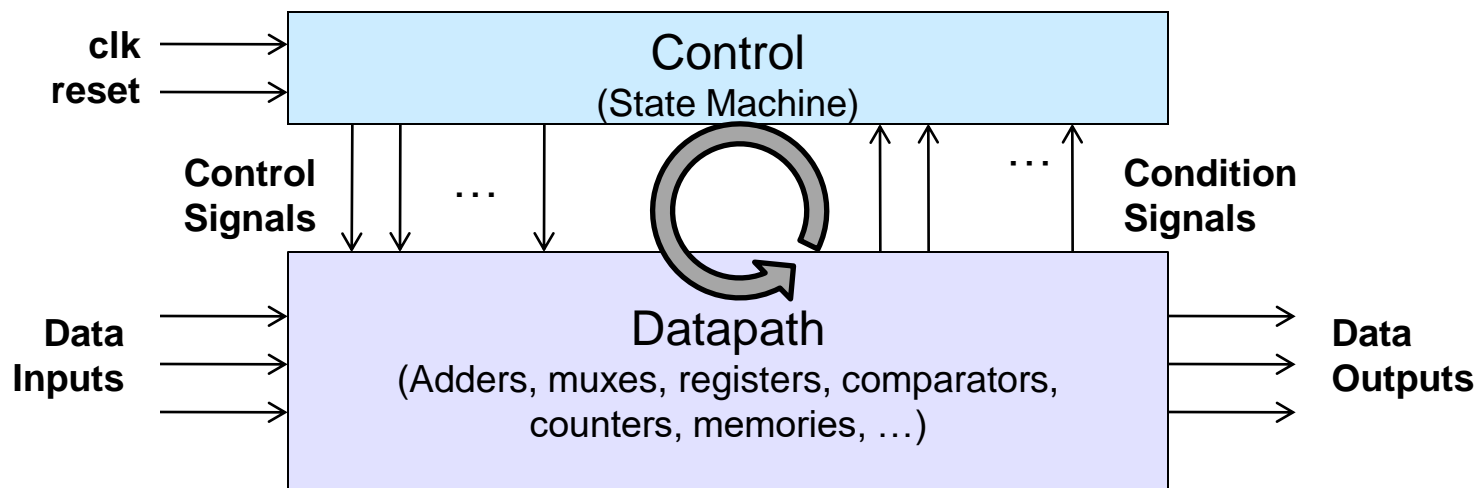 clk
reset
Control
(State Machine)
Control
Signals
...
...
Condition
Signals
Data
Inputs
Datapath
(Adders, muxes, registers, comparators,
counters, memories, …)
Data
Outputs